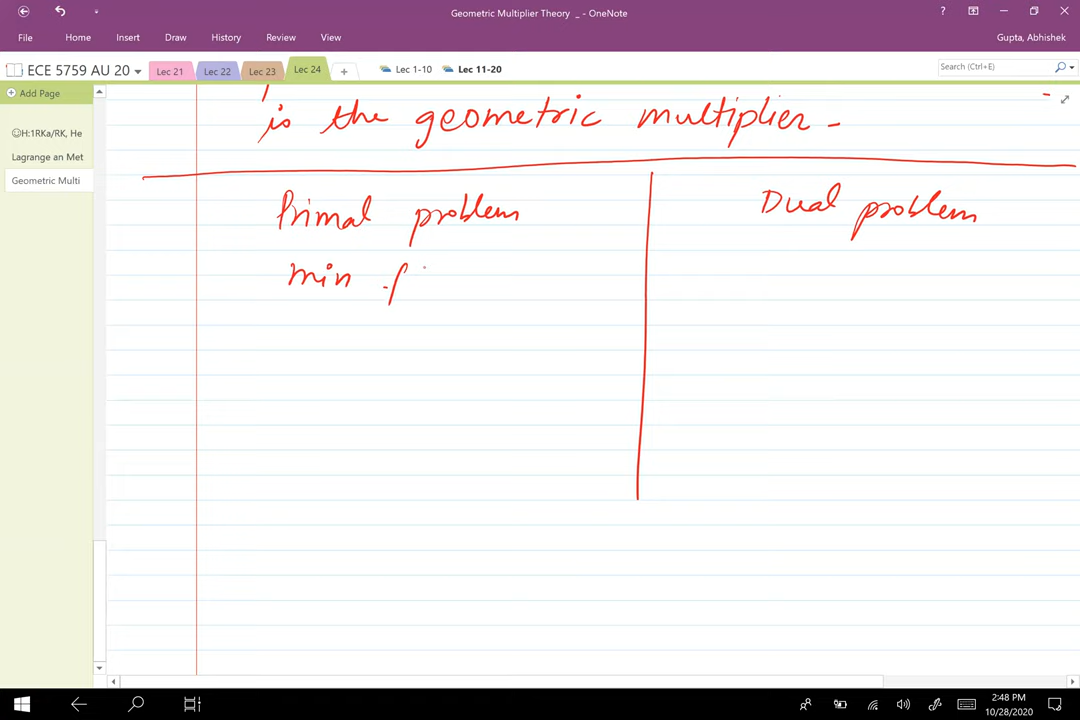 Geometric Multiplier Theory _ - OneNote
?
File Home Insert Draw History Review View
Gupta, Abhishek
ECE 5759 AU 20 Lec 21 Lec 22 Lec 23 Lec 24 + Lec 1-10 Lec 11-20
Search (Ctrl+E)
Add Page
☺H:1RKa/RK, He
Lagrange an Met
Geometric Multi
is the geometric multiplier -
Primal problem
Dual problem
min f
2:48 PM
10/28/2020